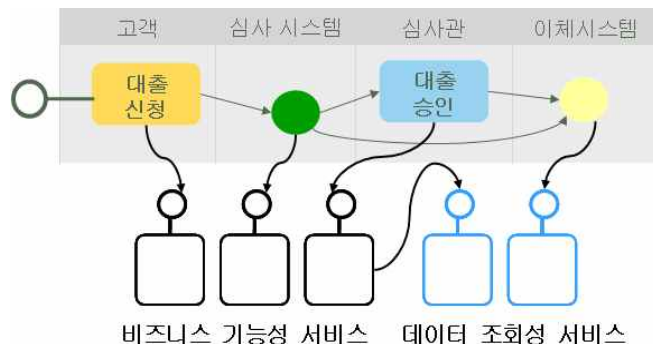 고객 심사 시스템 심사관 이체시스템
대출
신청
대출
승인
비즈니스 기능성 서비스 데이터 조회성 서비스